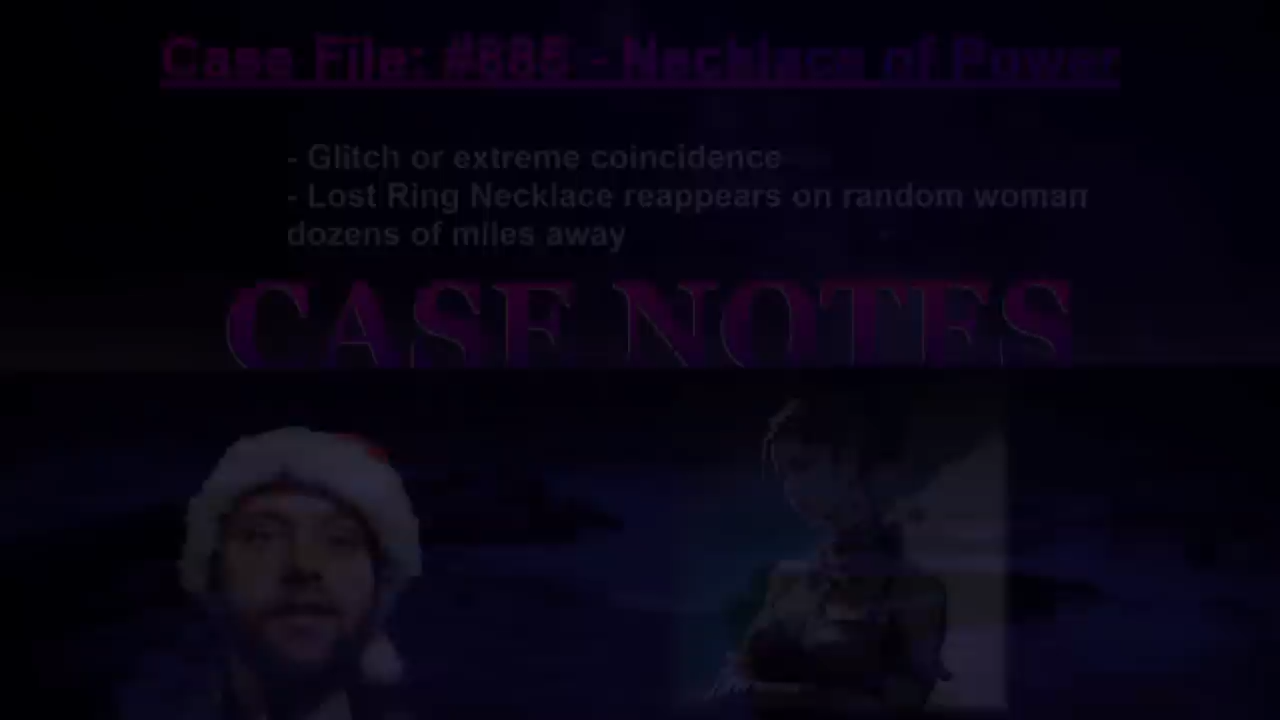 Case File: #885 - Necklace of Power
- Glitch or extreme coincidence
- Lost Ring Necklace reappears on random woman
dozens of miles away
CASE NOTES